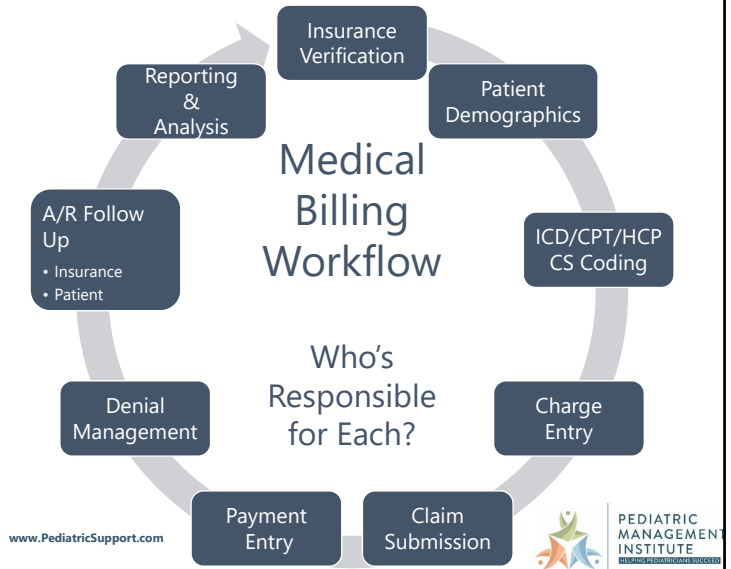 Insurance
Verification
Patient
Demographics
ICD/CPT/HCP
CS Coding
Charge
Entry
Claim
Submission
Payment
Entry
Denial
Management
A/R Follow
Up
• Insurance
• Patient
Reporting
&
Analysis
Medical
Billing
Workflow
Who's
Responsible
for Each?
www.PediatricSupport.com
PEDIATRIC
MANAGEMENT
INSTITUTE
HELPING PEDIATRICIANS SUCCEED